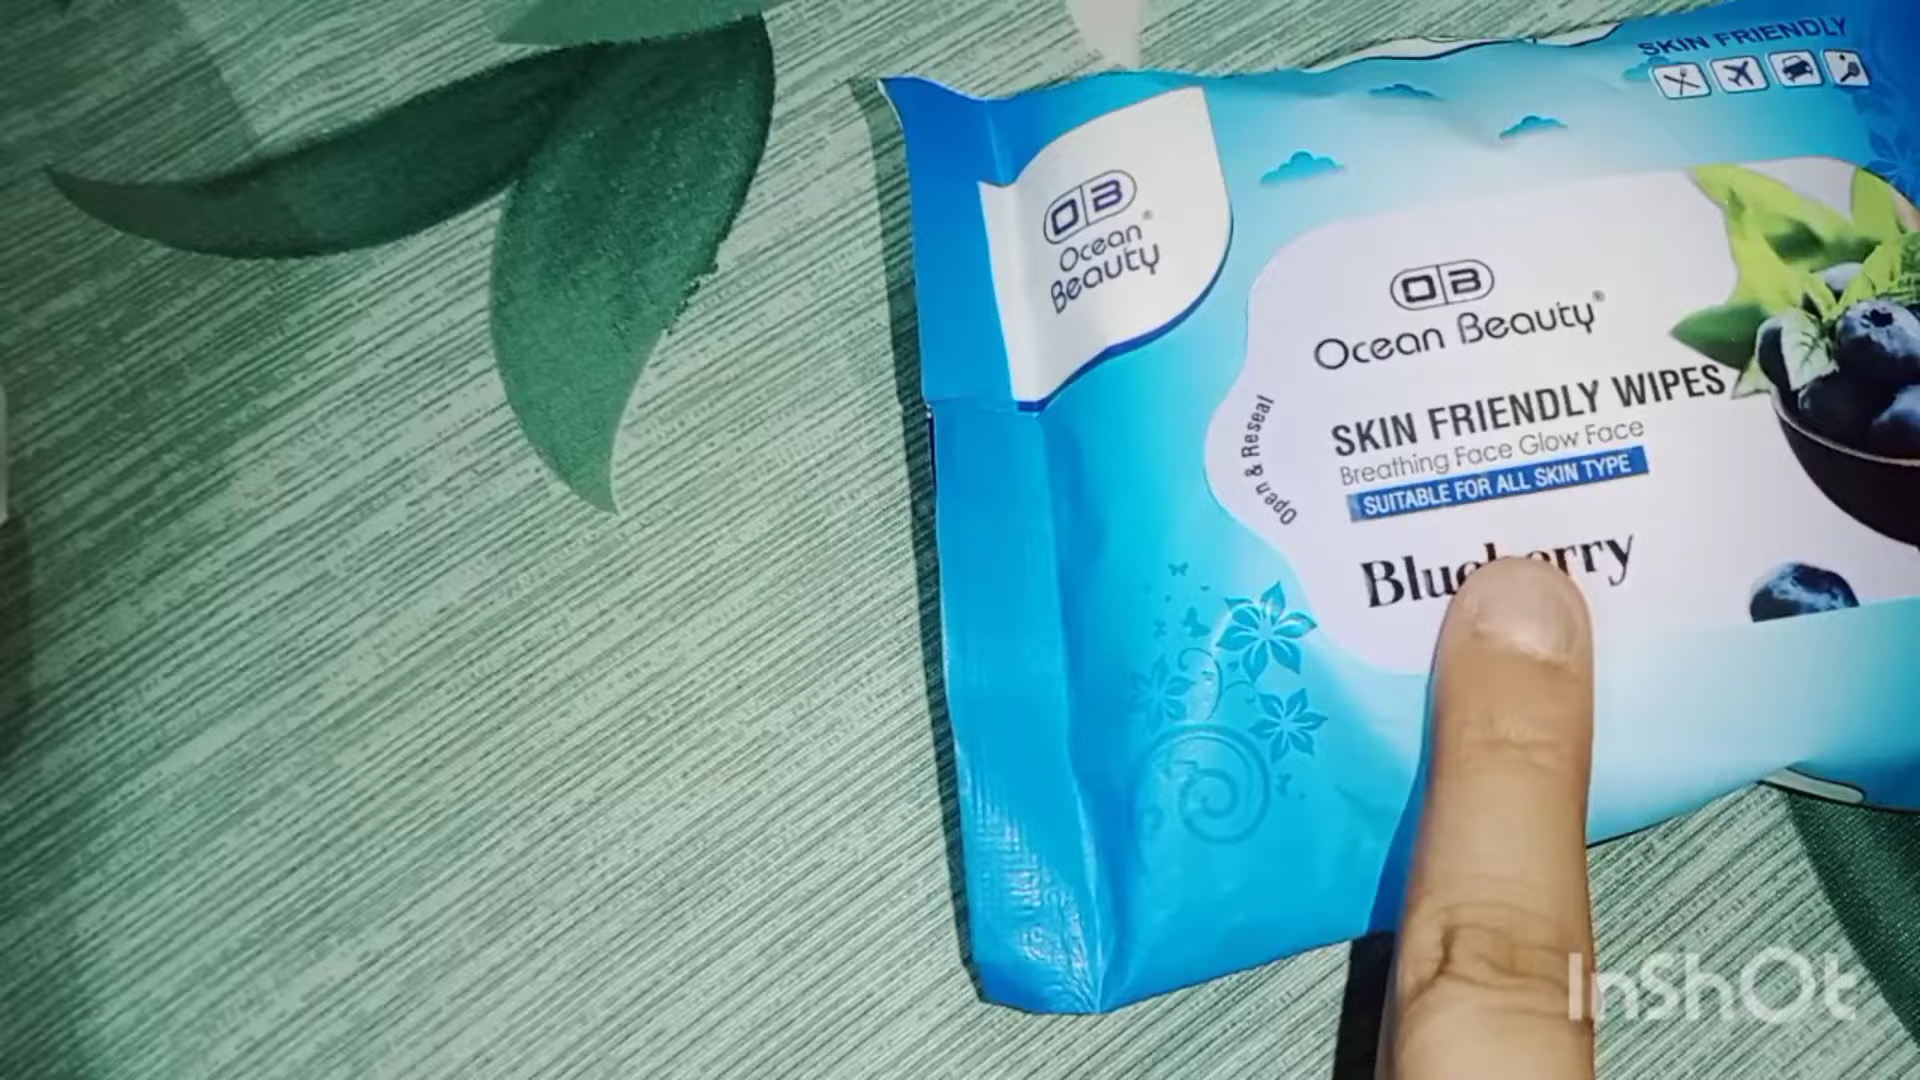 SKIN FRIENDLY
OB
Ocean®
Beauty
OB
Ocean Beauty®
SKIN FRIENDLY WIPES
Breathing Face Glow Face
SUITABLE FOR ALL SKIN TYPE
Open & Reseal
Blueberry
InShOt